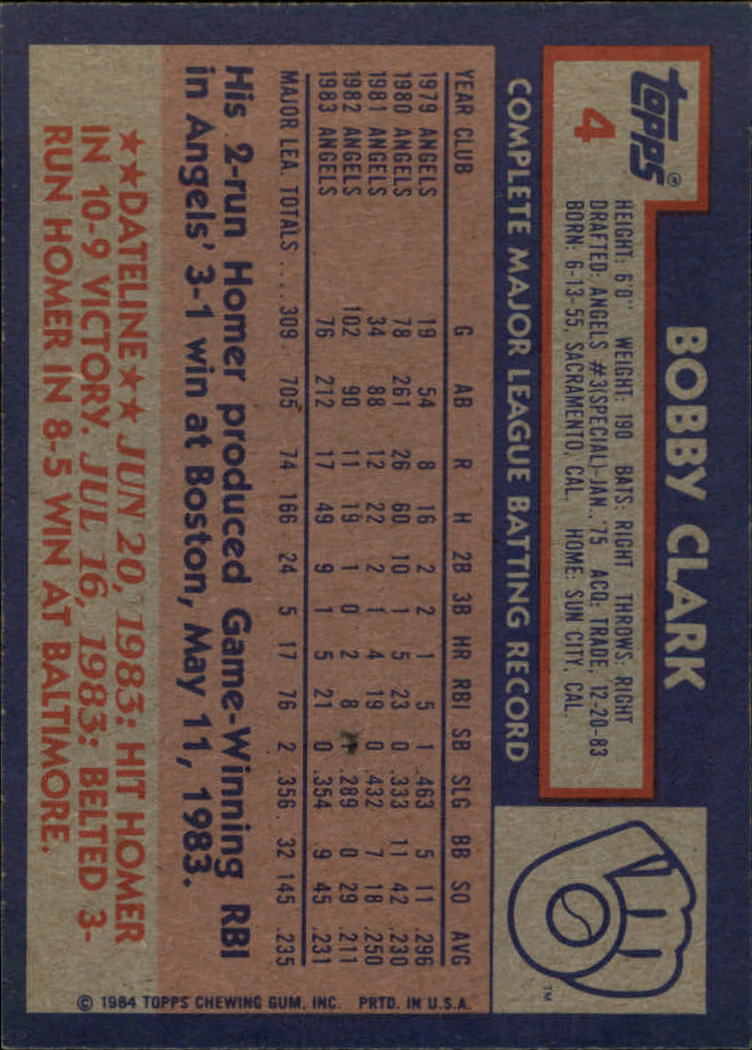 topps®
4
BOBBY CLARK
HEIGHT: 6'0" WEIGHT: 190 BATS: RIGHT THROWS: RIGHT
DRAFTED: ANGELS #3(SPECIAL)-JAN., '75 ACQ: TRADE, 12-20-83
BORN: 6-13-55, SACRAMENTO, CAL. HOME: SUN CITY, CAL.
COMPLETE MAJOR LEAGUE BATTING RECORD
YEAR CLUB G AB R H 2B 3B HR RBI SB SLG BB SO AVG
1979 ANGELS 19 54 8 16 2 2 1 5 1 .463 5 11 .296
1980 ANGELS 78 261 26 60 10 1 5 23 0 .333 11 42 .230
1981 ANGELS 34 88 12 22 2 1 4 19 0 .432 7 18 .250
1982 ANGELS 102 90 11 19 1 0 2 8 .289 0 29 .211
1983 ANGELS 76 212 17 49 9 1 5 21 0 .354 9 45 .231
MAJOR LEA. TOTALS .... 309 705 74 166 24 5 17 76 2 .356 32 145 .235
His 2-run Homer produced Game-Winning RBI
in Angels' 3-1 win at Boston, May 11, 1983.
★★DATELINE★★ JUN 20, 1983: HIT HOMER
IN 10-9 VICTORY. JUL 16, 1983: BELTED 3-
RUN HOMER IN 8-5 WIN AT BALTIMORE.
TM
© 1984 TOPPS CHEWING GUM, INC. PRTD. IN U.S.A.